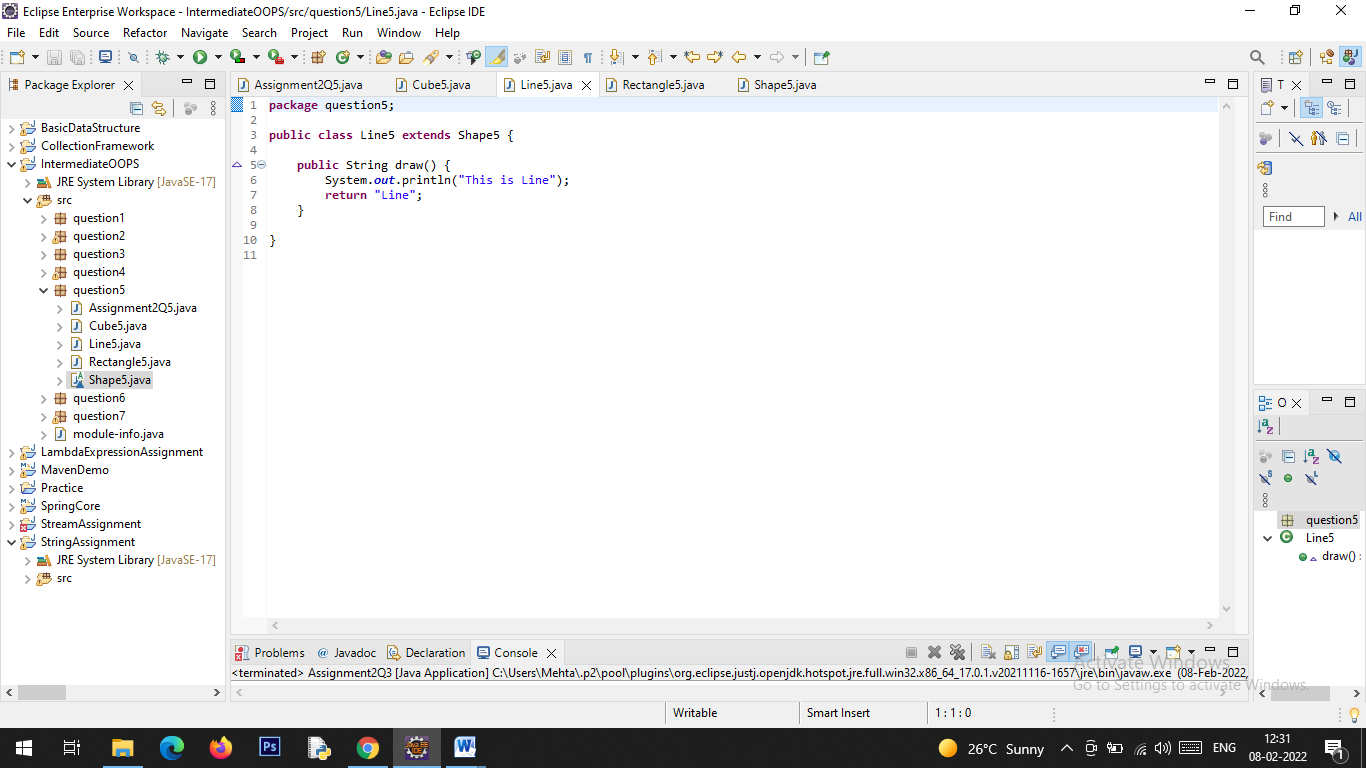 Eclipse Enterprise Workspace - IntermediateOOPS/src/question5/Line5.java - Eclipse IDE
File Edit Source Refactor Navigate Search Project Run Window Help
Package Explorer
BasicDataStructure
CollectionFramework
IntermediateOOPS
JRE System Library [JavaSE-17]
src
question1
question2
question3
question4
question5
Assignment2Q5.java
Cube5.java
Line5.java
Rectangle5.java
Shape5.java
question6
question7
module-info.java
LambdaExpressionAssignment
MavenDemo
Practice
SpringCore
StreamAssignment
StringAssignment
JRE System Library [JavaSE-17]
src
Assignment2Q5.java Cube5.java Line5.java Rectangle5.java Shape5.java
1 package question5;
2
3 public class Line5 extends Shape5 {
4
5 public String draw() {
6 System.out.println("This is Line");
7 return "Line";
8 }
9
10 }
11
T
Find All
O
question5
Line5
draw() :
Problems @ Javadoc Declaration Console
<terminated> Assignment2Q3 [Java Application] C:\Users\Mehta\.p2\pool\plugins\org.eclipse.justj.openjdk.hotspot.jre.full.win32.x86_64_17.0.1.v20211116-1657\jre\bin\javaw.exe (08-Feb-2022,
Activate Windows
Go to Settings to activate Windows.
Writable Smart Insert 1 : 1 : 0
Ps
JAVA EE
IDE
W
26°C Sunny
ENG
12:31
08-02-2022
1